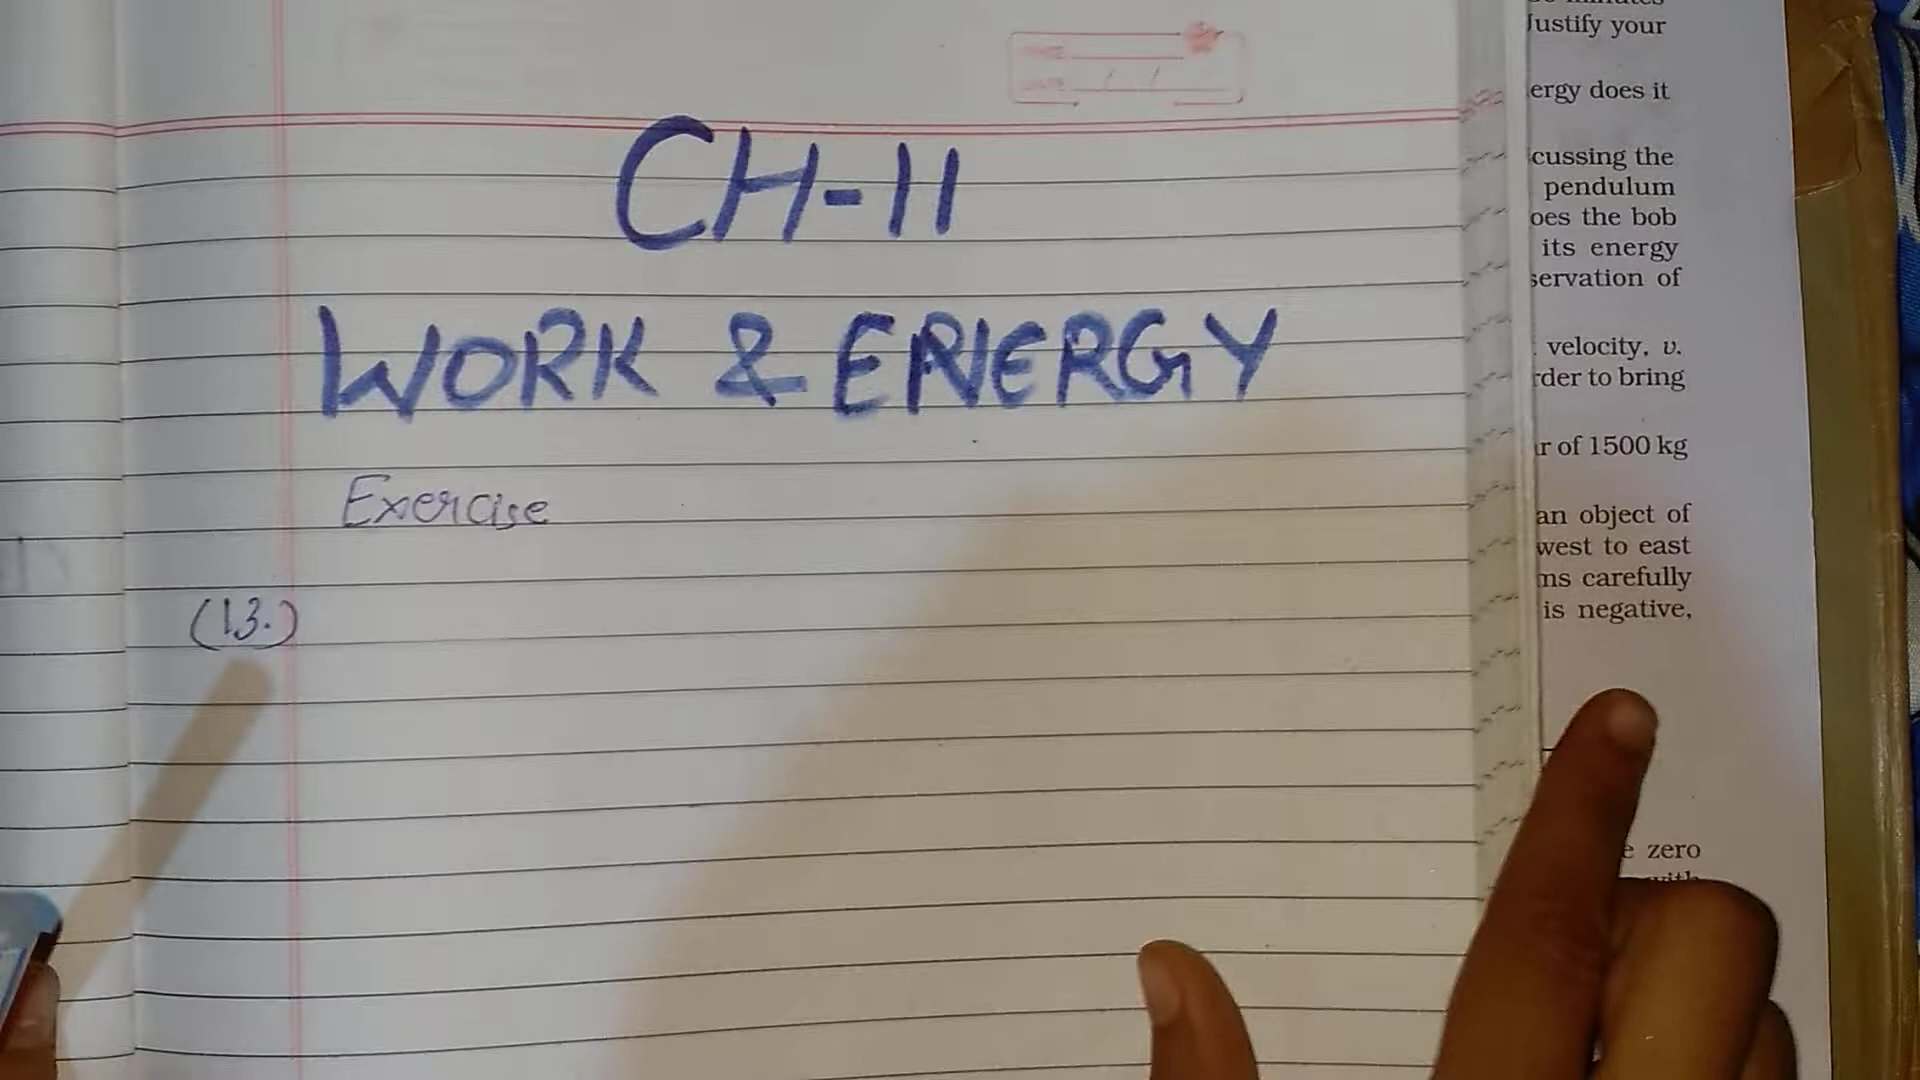 CH-11
WORK & ENERGY
Exercise
(13.)
Justify your
ergy does it
cussing the
pendulum
oes the bob
its energy
servation of
velocity, v.
rder to bring
r of 1500 kg
an object of
west to east
ms carefully
is negative,
zero